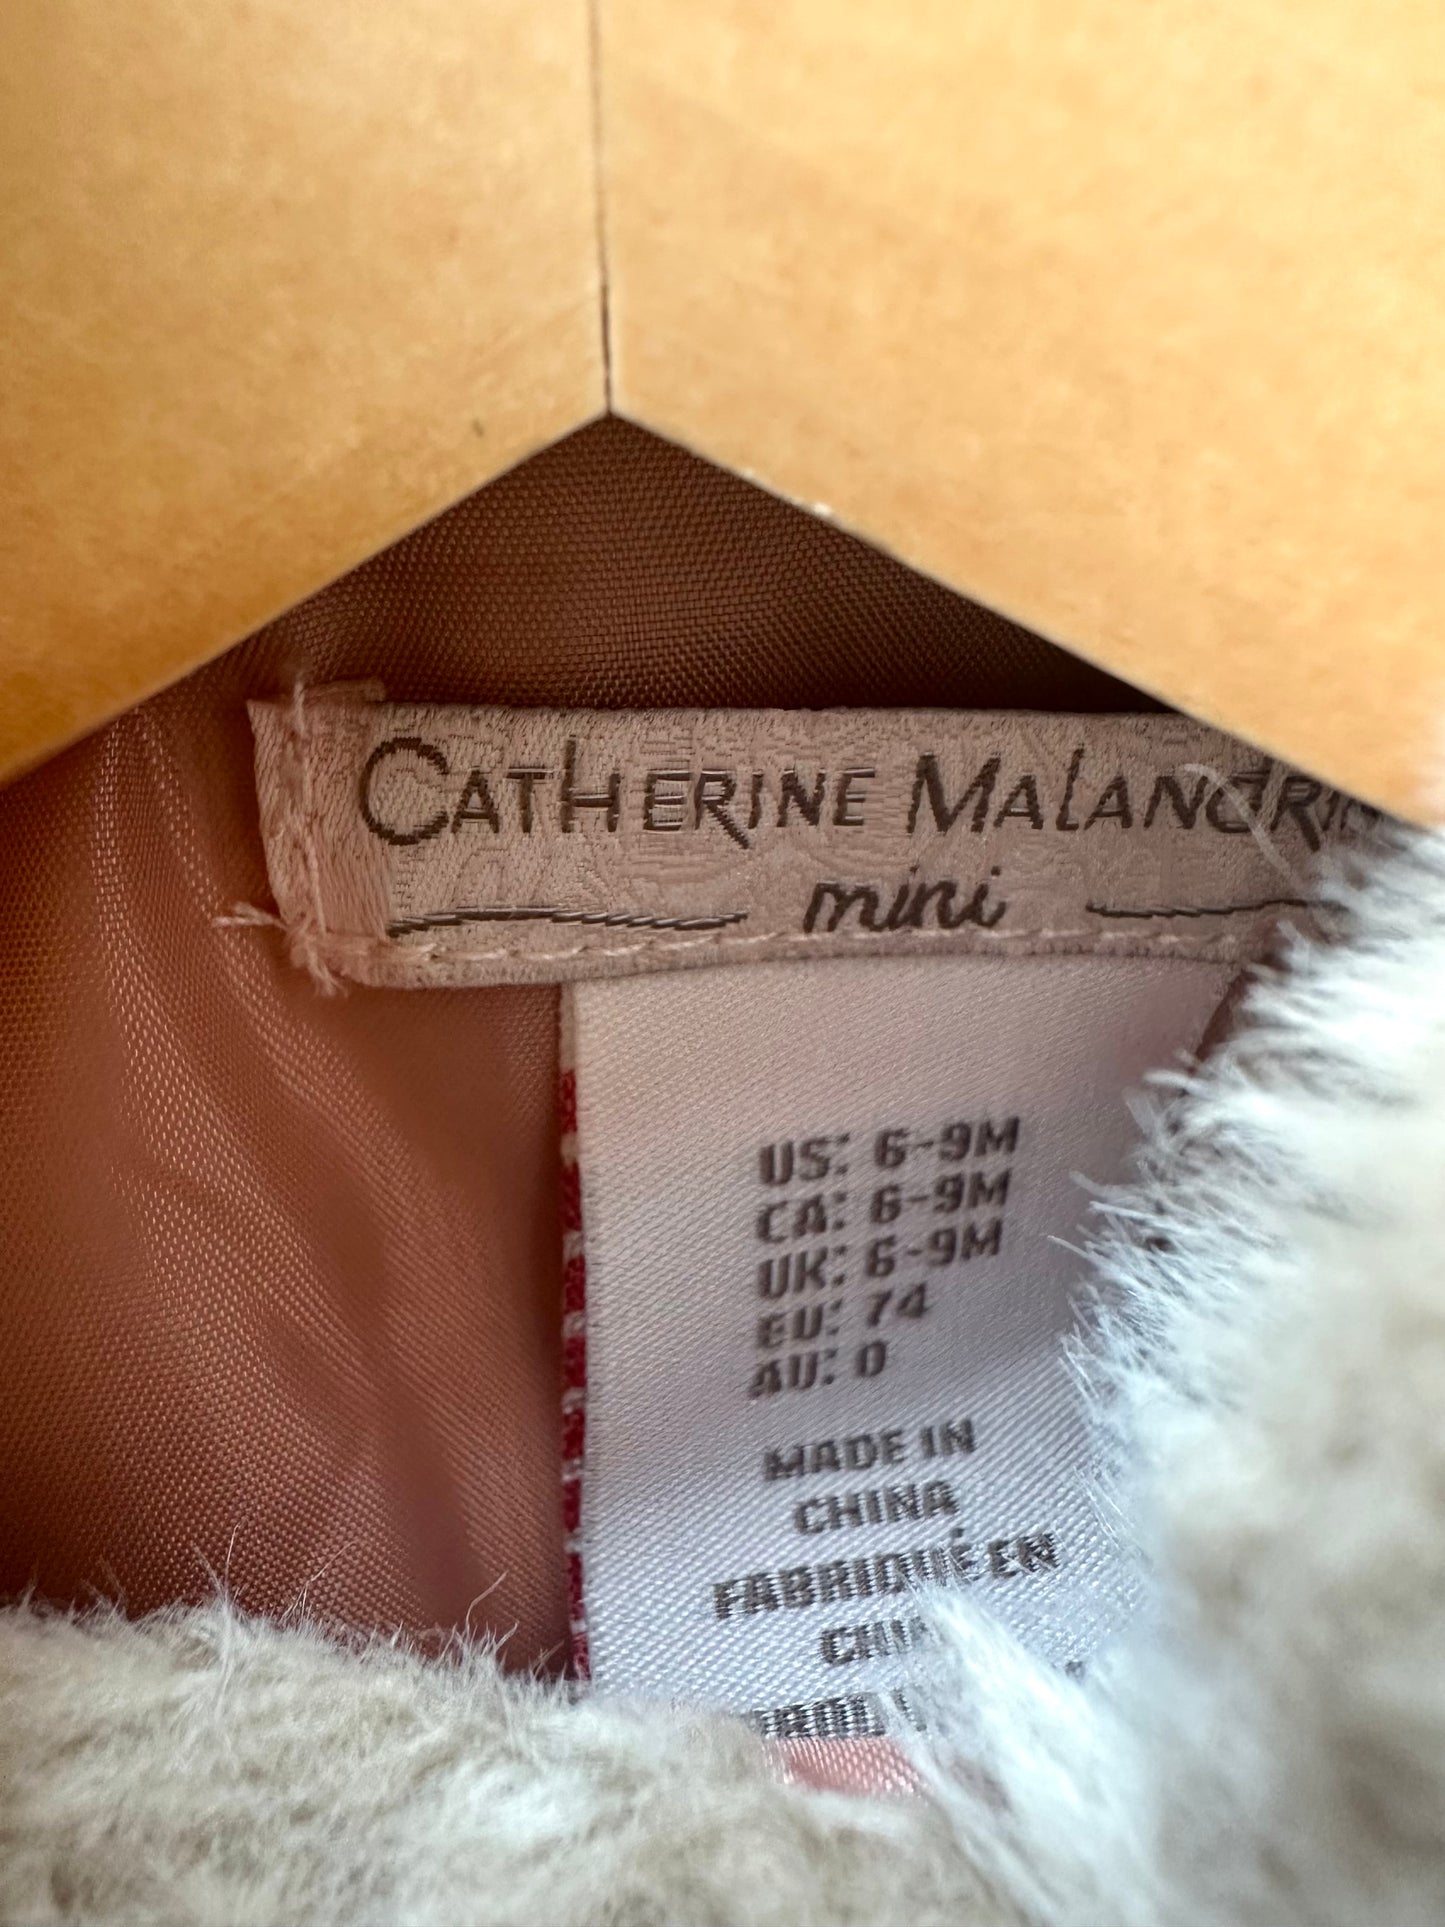 CATHERINE MALANDRIN
mini
US: 6-9M
CA: 6-9M
UK: 6-9M
EU: 74
AU: 0
MADE IN
CHINA
FABRIQUÉ EN